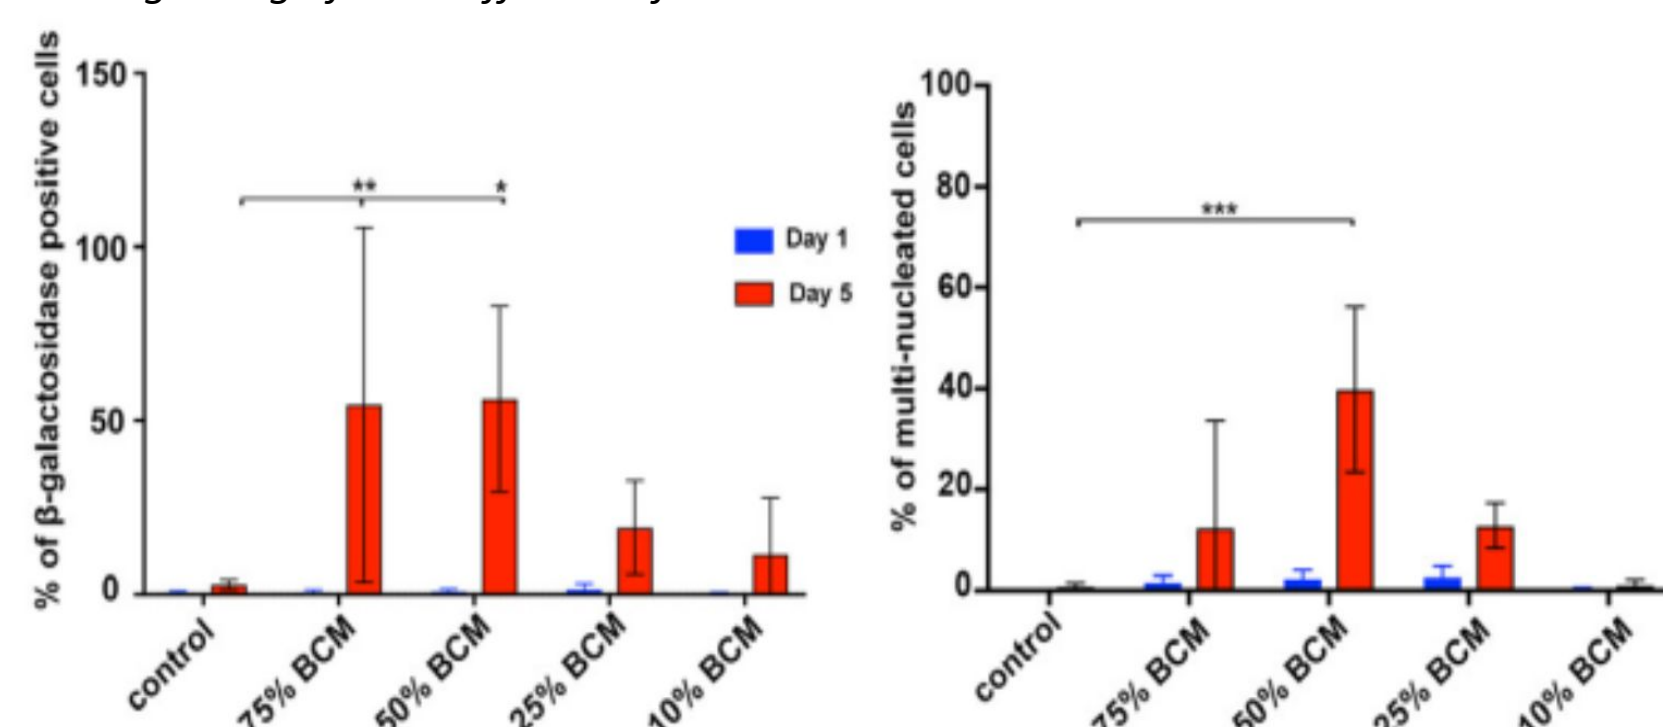 % of β-galactosidase positive cells
150
100
50
0
**
*
control
75% BCM
50% BCM
25% BCM
10% BCM
Day 1
Day 5
% of multi-nucleated cells
100
80
60
40
20
0
***
control
75% BCM
50% BCM
25% BCM
10% BCM